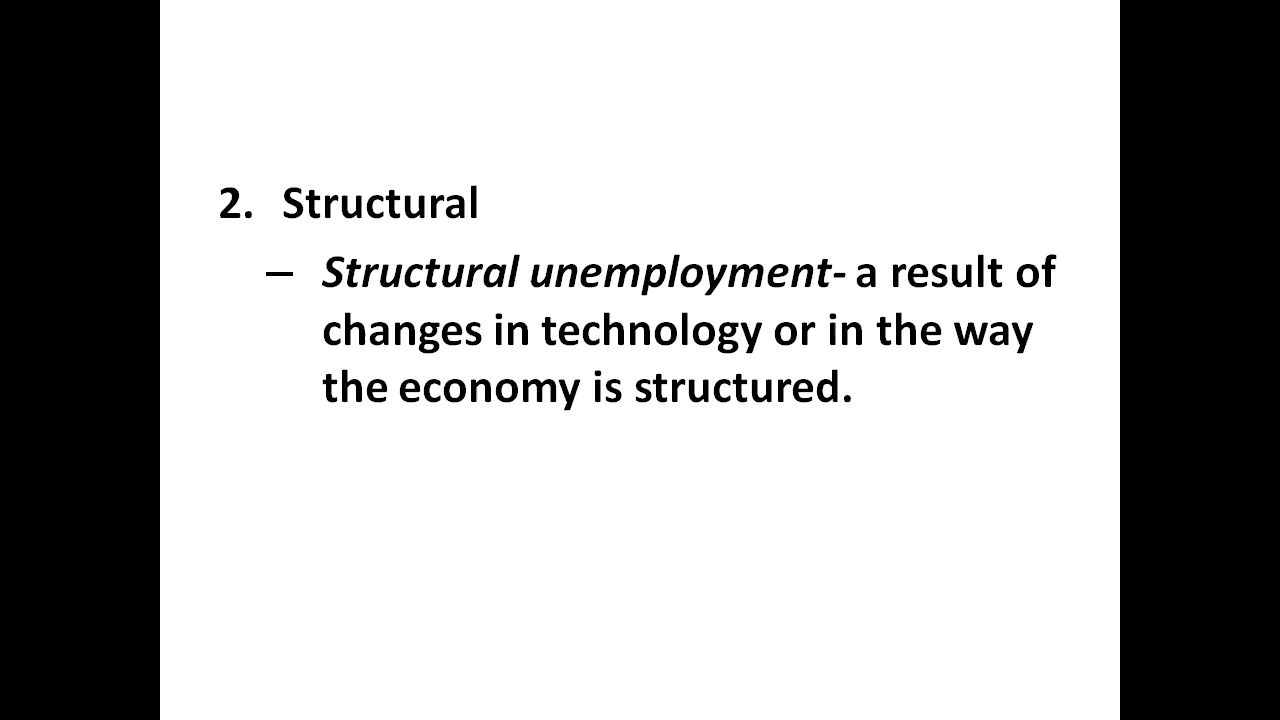 2. Structural
– Structural unemployment- a result of
changes in technology or in the way
the economy is structured.